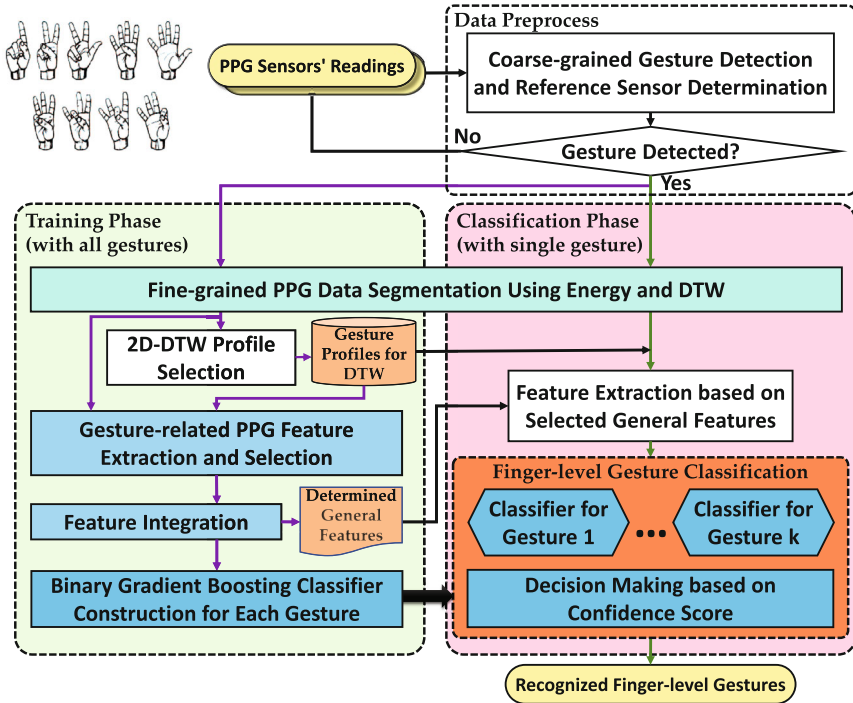 Data Preprocess
PPG Sensors' Readings
Coarse-grained Gesture Detection
and Reference Sensor Determination
No
Gesture Detected?
Yes
Training Phase
(with all gestures)
Classification Phase
(with single gesture)
Fine-grained PPG Data Segmentation Using Energy and DTW
2D-DTW Profile
Selection
Gesture
Profiles for
DTW
Feature Extraction based on
Selected General Features
Gesture-related PPG Feature
Extraction and Selection
Feature Integration
Determined
General
Features
Binary Gradient Boosting Classifier
Construction for Each Gesture
Finger-level Gesture Classification
Classifier for
Gesture 1
...
Classifier for
Gesture k
Decision Making based on
Confidence Score
Recognized Finger-level Gestures